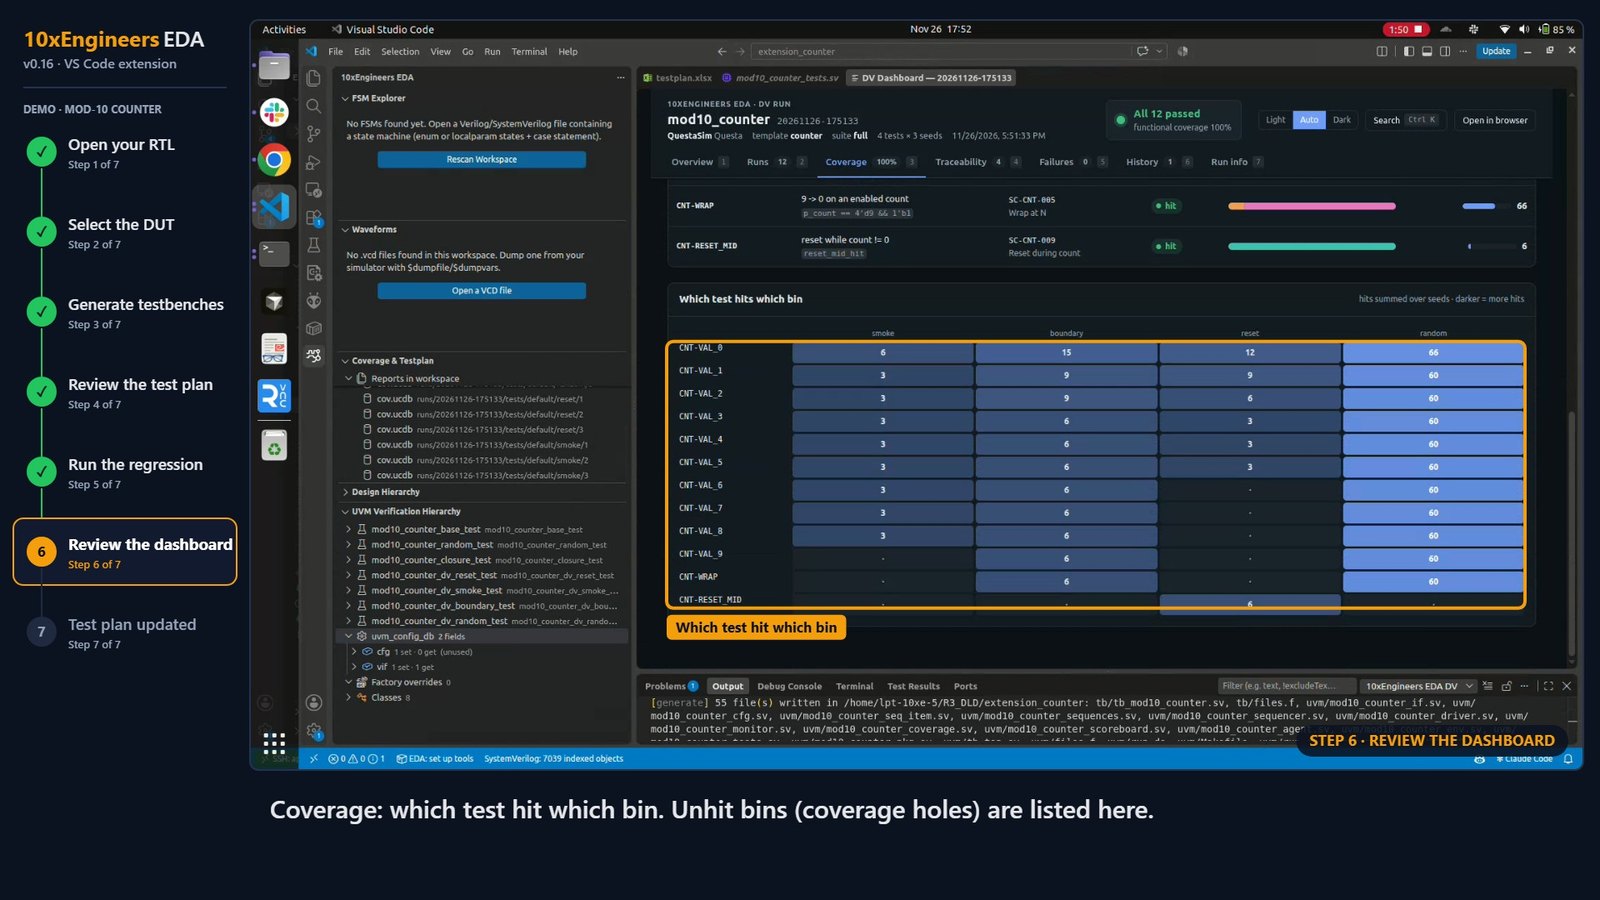 10xEngineers EDA
v0.16 · VS Code extension
DEMO · MOD-10 COUNTER
Open your RTL
Step 1 of 7
Select the DUT
Step 2 of 7
Generate testbenches
Step 3 of 7
Review the test plan
Step 4 of 7
Run the regression
Step 5 of 7
6
Review the dashboard
Step 6 of 7
7
Test plan updated
Step 7 of 7
Activities
Visual Studio Code
Nov 26 17:52
1:50
85 %
File Edit Selection View Go Run Terminal Help
extension_counter
Update
10xEngineers EDA
FSM Explorer
No FSMs found yet. Open a Verilog/SystemVerilog file containing
a state machine (enum or localparam states + case statement).
Rescan Workspace
Waveforms
No .vcd files found in this workspace. Dump one from your
simulator with $dumpfile/$dumpvars.
Open a VCD file
Coverage & Testplan
Reports in workspace
cov.ucdb runs/20261126-175133/tests/default/reset/1
cov.ucdb runs/20261126-175133/tests/default/reset/2
cov.ucdb runs/20261126-175133/tests/default/reset/3
cov.ucdb runs/20261126-175133/tests/default/smoke/1
cov.ucdb runs/20261126-175133/tests/default/smoke/2
cov.ucdb runs/20261126-175133/tests/default/smoke/3
Design Hierarchy
UVM Verification Hierarchy
mod10_counter_base_test mod10_counter_base_test
mod10_counter_random_test mod10_counter_random_test
mod10_counter_closure_test mod10_counter_closure_test
mod10_counter_dv_reset_test mod10_counter_dv_reset_test
mod10_counter_dv_smoke_test mod10_counter_dv_smoke_...
mod10_counter_dv_boundary_test mod10_counter_dv_bou...
mod10_counter_dv_random_test mod10_counter_dv_rando...
uvm_config_db 2 fields
cfg 1 set · 0 get (unused)
vif 1 set · 1 get
Factory overrides 0
Classes 8
testplan.xlsx mod10_counter_tests.sv DV Dashboard — 20261126-175133
10XENGINEERS EDA · DV RUN
mod10_counter 20261126-175133
QuestaSim Questa template counter suite full 4 tests × 3 seeds 11/26/2026, 5:51:33 PM
All 12 passed
functional coverage 100%
Light Auto Dark
Search Ctrl K
Open in browser
Overview 1 Runs 12 2 Coverage 100% 3 Traceability 4 4 Failures 0 5 History 1 6 Run info 7
CNT-WRAP 9 -> 0 on an enabled count SC-CNT-005 hit 66
p_count == 4'd9 && 1'b1 Wrap at N
CNT-RESET_MID reset while count != 0 SC-CNT-009 hit 6
reset_mid_hit Reset during count
Which test hits which bin
hits summed over seeds · darker = more hits
smoke boundary reset random
CNT-VAL_0 6 15 12 66
CNT-VAL_1 3 9 9 60
CNT-VAL_2 3 9 6 60
CNT-VAL_3 3 6 3 60
CNT-VAL_4 3 6 3 60
CNT-VAL_5 3 6 3 60
CNT-VAL_6 3 6 - 60
CNT-VAL_7 3 6 - 60
CNT-VAL_8 3 6 - 60
CNT-VAL_9 - 6 - 60
CNT-WRAP - 6 - 60
CNT-RESET_MID - - 6 -
Which test hit which bin
Problems 1 Output Debug Console Terminal Test Results Ports
Filter (e.g. text, !excludeTex...
10xEngineers EDA DV
[generate] 55 file(s) written in /home/lpt-10xe-5/R3_DLD/extension_counter: tb/tb_mod10_counter.sv, tb/files.f, uvm/mod10_counter_if.sv, uvm/
mod10_counter_cfg.sv, uvm/mod10_counter_seq_item.sv, uvm/mod10_counter_sequences.sv, uvm/mod10_counter_sequencer.sv, uvm/mod10_counter_driver.sv, uvm/
mod10_counter_monitor.sv, uvm/mod10_counter_coverage.sv, uvm/mod10_counter_scoreboard.sv, uvm/mod10_counter_agen
STEP 6 · REVIEW THE DASHBOARD
0 0 1 EDA: set up tools SystemVerilog: 7039 indexed objects
Claude Code
Coverage: which test hit which bin. Unhit bins (coverage holes) are listed here.